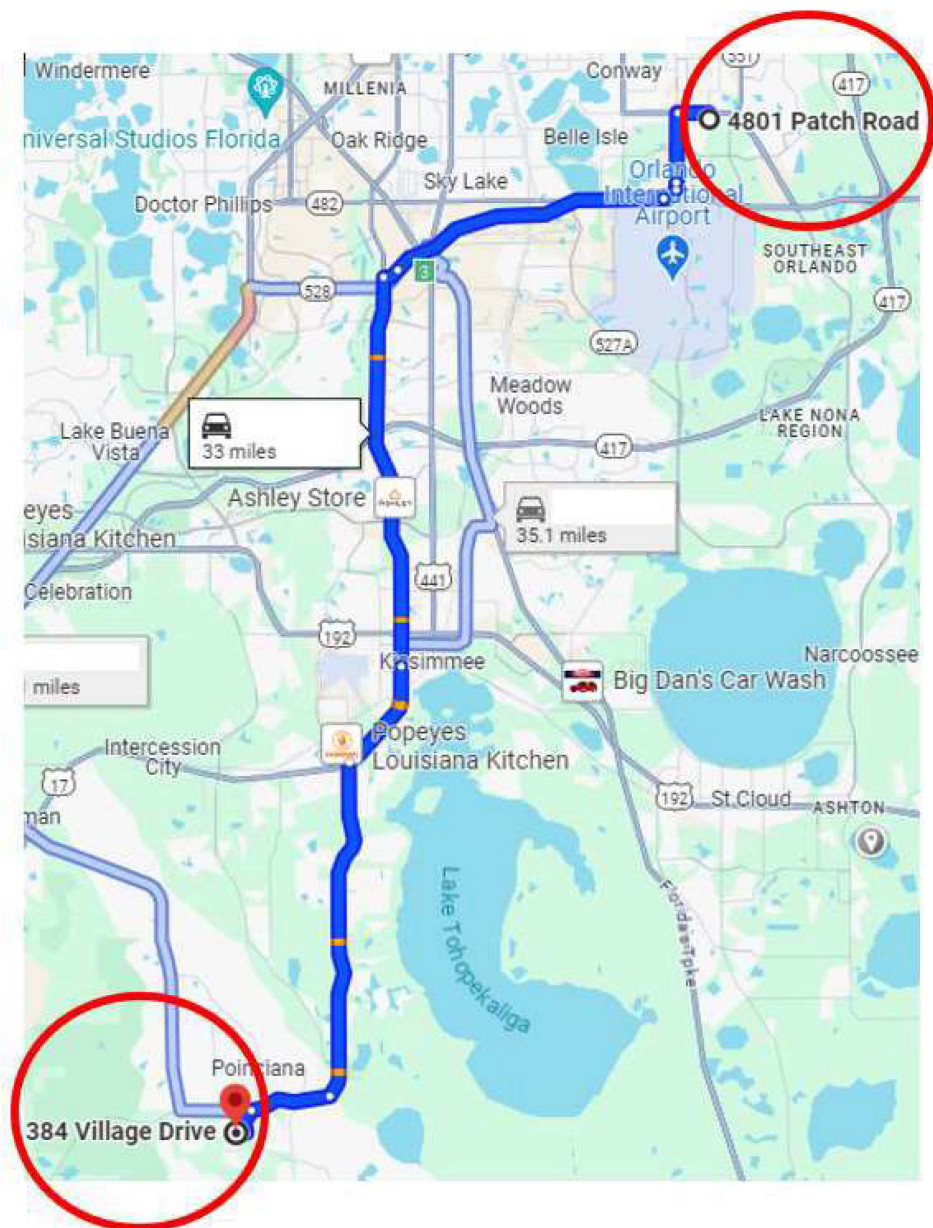 Windermere
MILLENIA
Conway
551
417
niversal Studios Florida
Oak Ridge
Belle Isle
4801 Patch Road
Sky Lake
Orlando
International
Airport
Doctor Phillips
482
SOUTHEAST
ORLANDO
3
528
417
527A
Meadow
Woods
LAKE NONA
REGION
Lake Buena
Vista
417
33 miles
Ashley Store
ASHLEY
eyes
isiana Kitchen
35.1 miles
Celebration
441
192
Kissimmee
Narcoossee
miles
Big Dan's Car Wash
Popeyes
Louisiana Kitchen
Intercession
City
17
man
192
St Cloud
ASHTON
Lake Tohopekaliga
Florida's Tpke
Poinciana
384 Village Drive